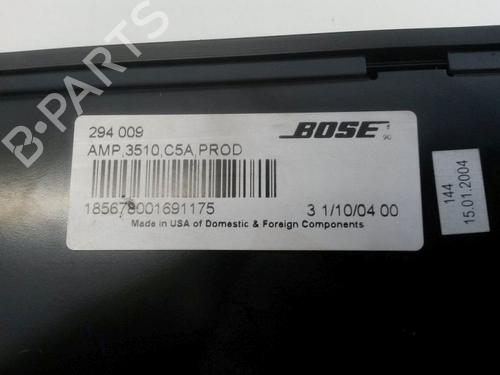 294 009
BOSE
AMP,3510,C5A,PROD
185678001691175
3 1/10/04 00
Made in USA of Domestic & Foreign Components
144
15.01.2004
B-PARTS